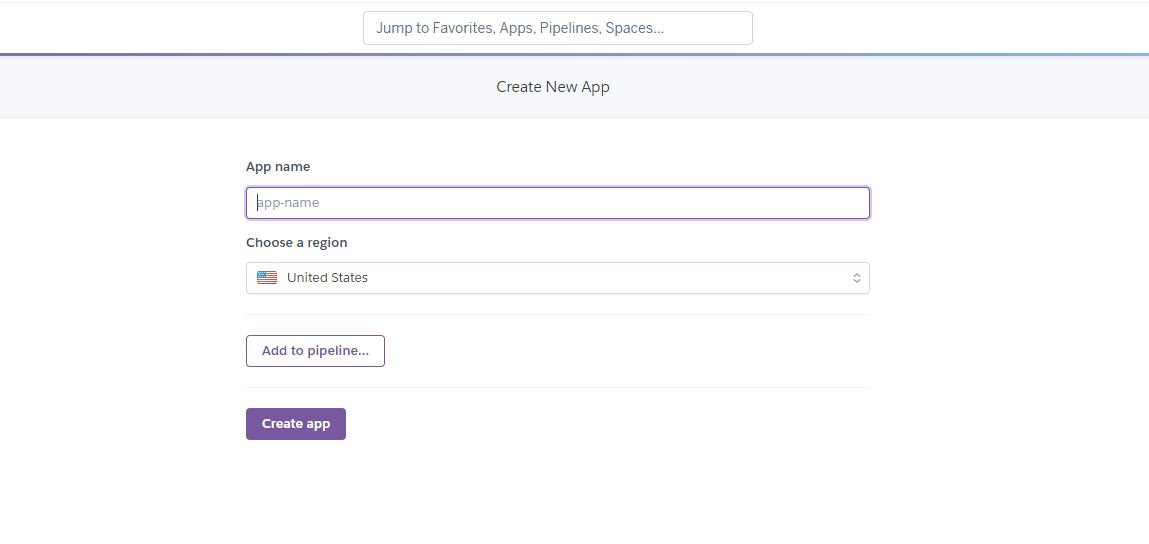 Jump to Favorites, Apps, Pipelines, Spaces...
Create New App
App name
app-name
Choose a region
United States
Add to pipeline...
Create app